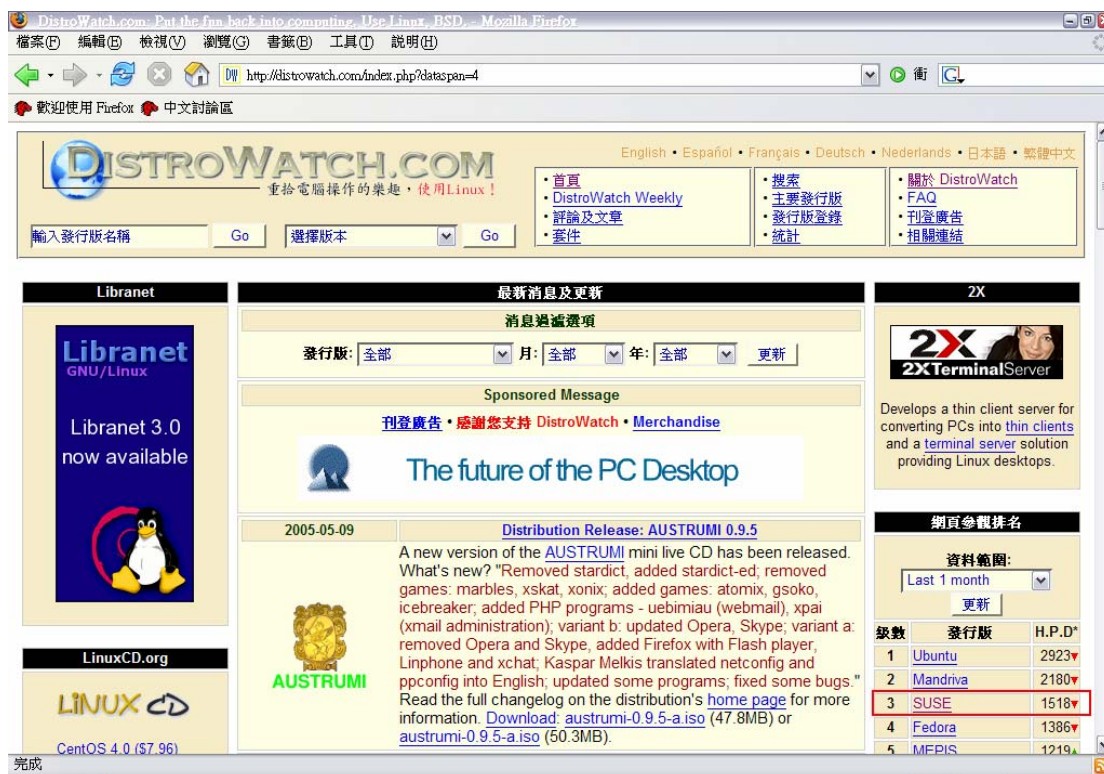 DistroWatch.com: Put the fun back into computing. Use Linux, BSD. - Mozilla Firefox
檔案(F) 編輯(E) 檢視(V) 瀏覽(G) 書籤(B) 工具(T) 說明(H)
http://distrowatch.com/index.php?dataspan=4
歡迎使用 Firefox 中文討論區
DISTROWATCH.COM
重拾電腦操作的樂趣,使用Linux!
English • Español • Français • Deutsch • Nederlands • 日本語 • 繁體中文
• 首頁
• DistroWatch Weekly
• 評論及文章
• 套件
• 搜索
• 主要發行版
• 發行版登錄
• 統計
• 關於 DistroWatch
• FAQ
• 刊登廣告
• 相關連結
輸入發行版名稱 Go 選擇版本 Go
Libranet
Libranet
GNU/Linux
Libranet 3.0
now available
LinuxCD.org
LINUX CD
CentOS 4.0 ($7.96)
最新消息及更新
消息過濾選項
發行版: 全部 月: 全部 年: 全部 更新
Sponsored Message
刊登廣告 • 感謝您支持 DistroWatch • Merchandise
The future of the PC Desktop
2005-05-09 Distribution Release: AUSTRUMI 0.9.5
AUSTRUMI
A new version of the AUSTRUMI mini live CD has been released.
What's new? "Removed stardict, added stardict-ed; removed
games: marbles, xskat, xonix; added games: atomix, gsoko,
icebreaker; added PHP programs - uebimiau (webmail), xpai
(xmail administration); variant b: updated Opera, Skype; variant a:
removed Opera and Skype, added Firefox with Flash player,
Linphone and xchat; Kaspar Melkis translated netconfig and
ppconfig into English; updated some programs; fixed some bugs."
Read the full changelog on the distribution's home page for more
information. Download: austrumi-0.9.5-a.iso (47.8MB) or
austrumi-0.9.5-a.iso (50.3MB).
2X
2X
2XTerminalServer
Develops a thin client server for
converting PCs into thin clients
and a terminal server solution
providing Linux desktops.
網頁參觀排名
資料範圍:
Last 1 month
更新
級數 發行版 H.P.D*
1 Ubuntu 2923▼
2 Mandriva 2180▼
3 SUSE 1518▼
4 Fedora 1386▼
5 MEPIS 1219▲
完成